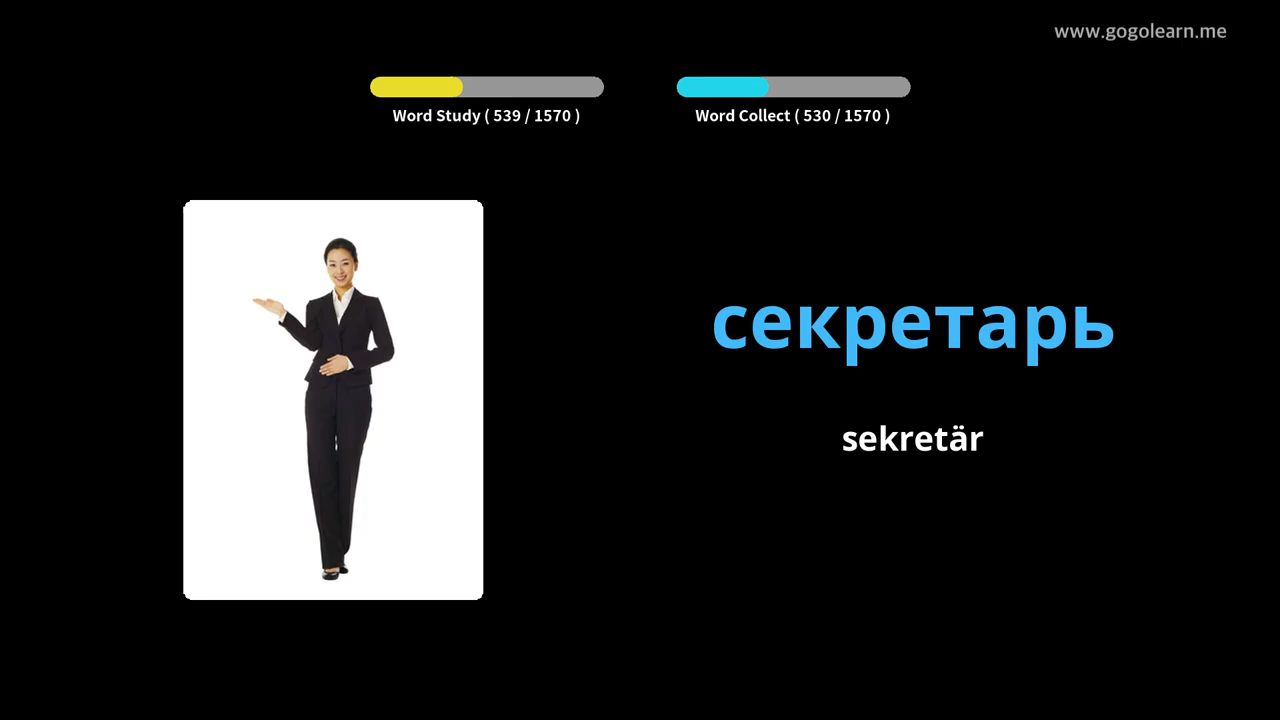 www.gogolearn.me
Word Study ( 539 / 1570 )
Word Collect ( 530 / 1570 )
секретарь
sekretär